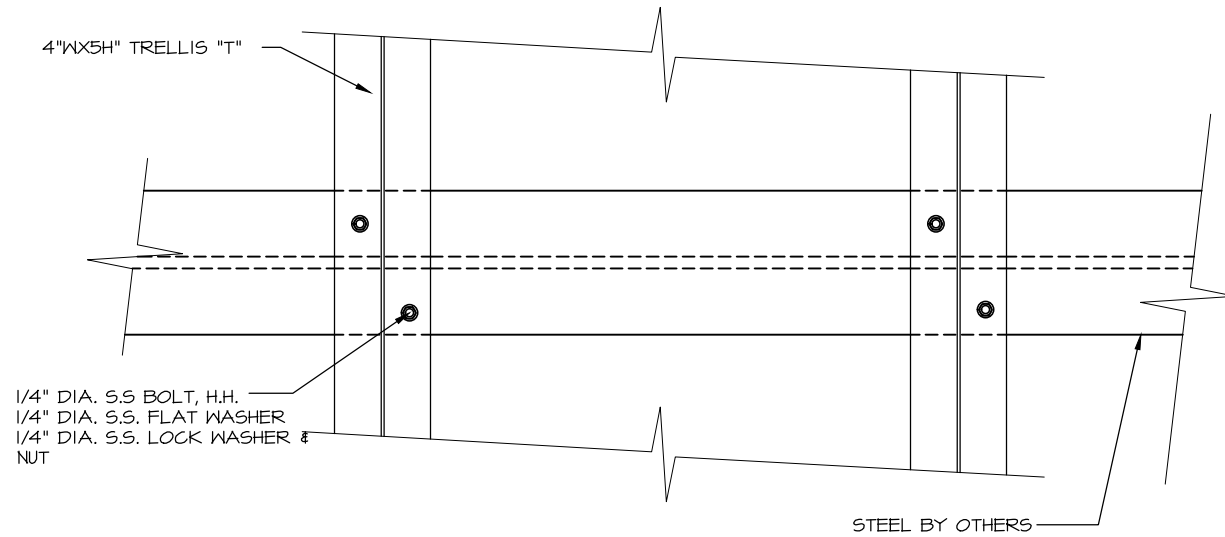 4"WX5H" TRELLIS "T"
1/4" DIA. S.S BOLT, H.H.
1/4" DIA. S.S. FLAT WASHER
1/4" DIA. S.S. LOCK WASHER &
NUT
STEEL BY OTHERS